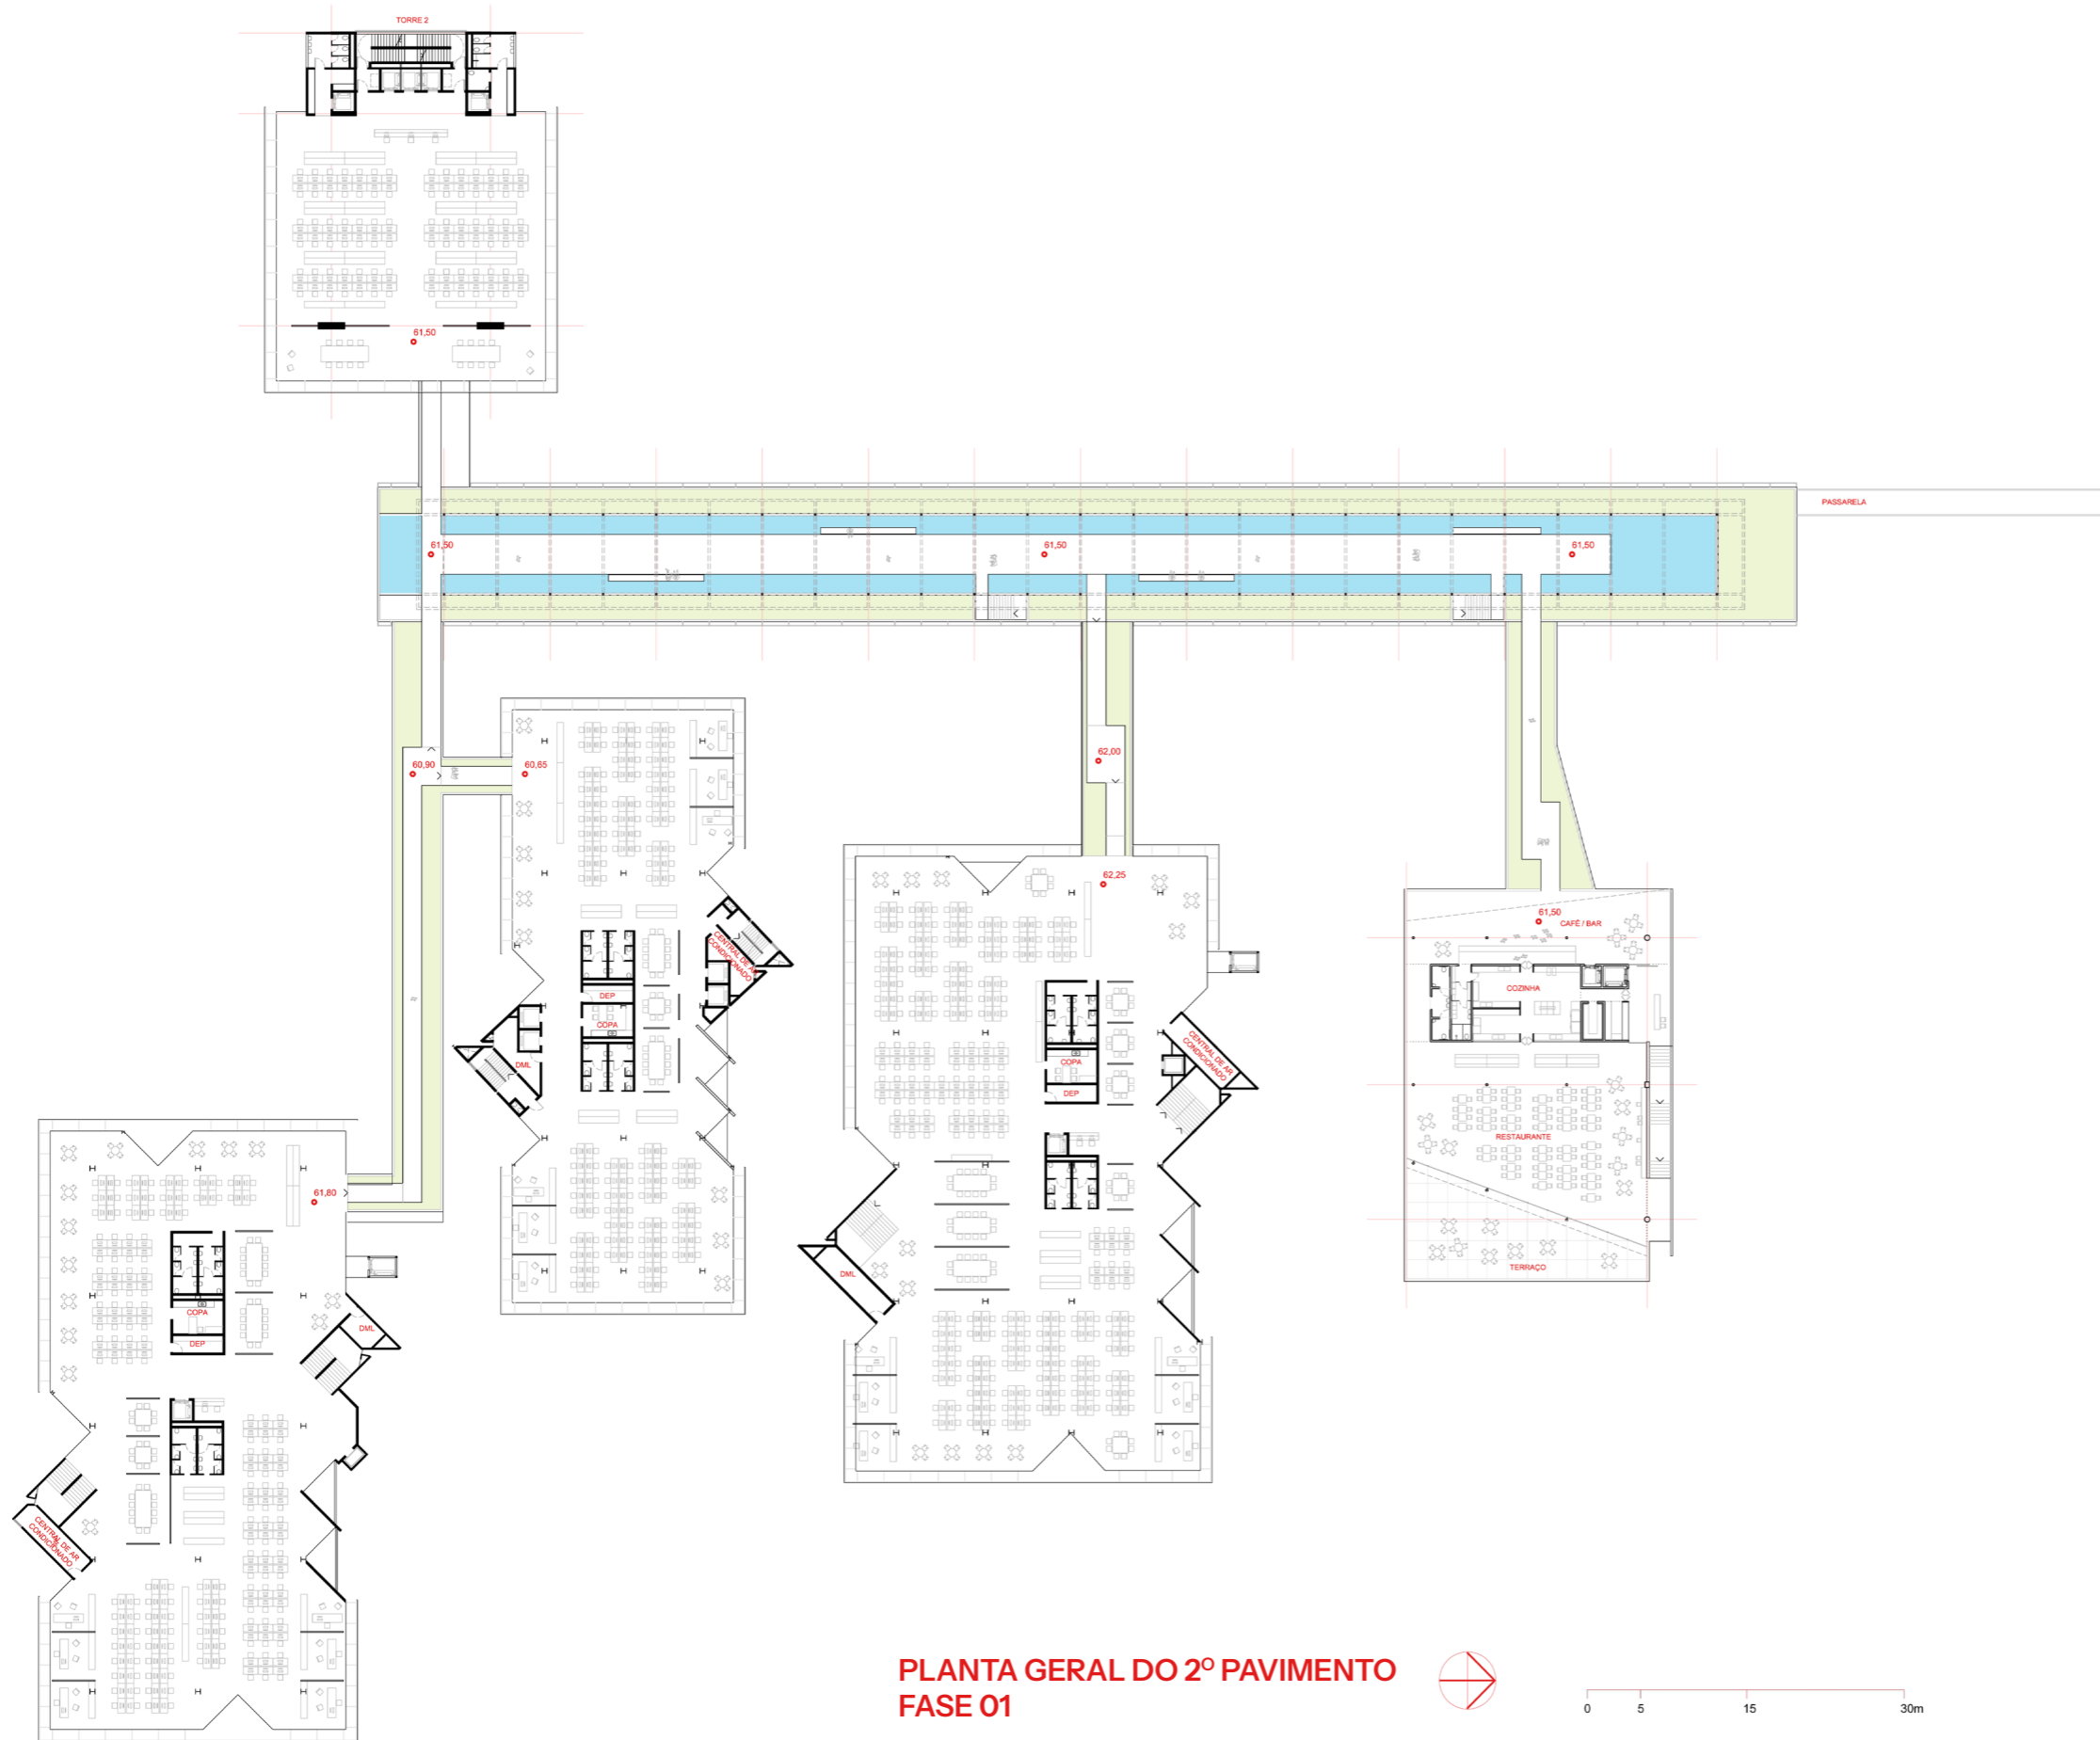 TORRE 2
61,50
PASSARELA
61,50
61,50
61,50
60,90
60,65
62,00
62,25
61,50
CAFÉ / BAR
CENTRAL DE AR
CONDICIONADO
DEP
COPA
DML
COZINHA
CENTRAL DE AR
CONDICIONADO
COPA
DEP
RESTAURANTE
61,80
TERRAÇO
DML
COPA
DEP
DML
CENTRAL DE AR
CONDICIONADO
PLANTA GERAL DO 2º PAVIMENTO
FASE 01
0 5 15 30m